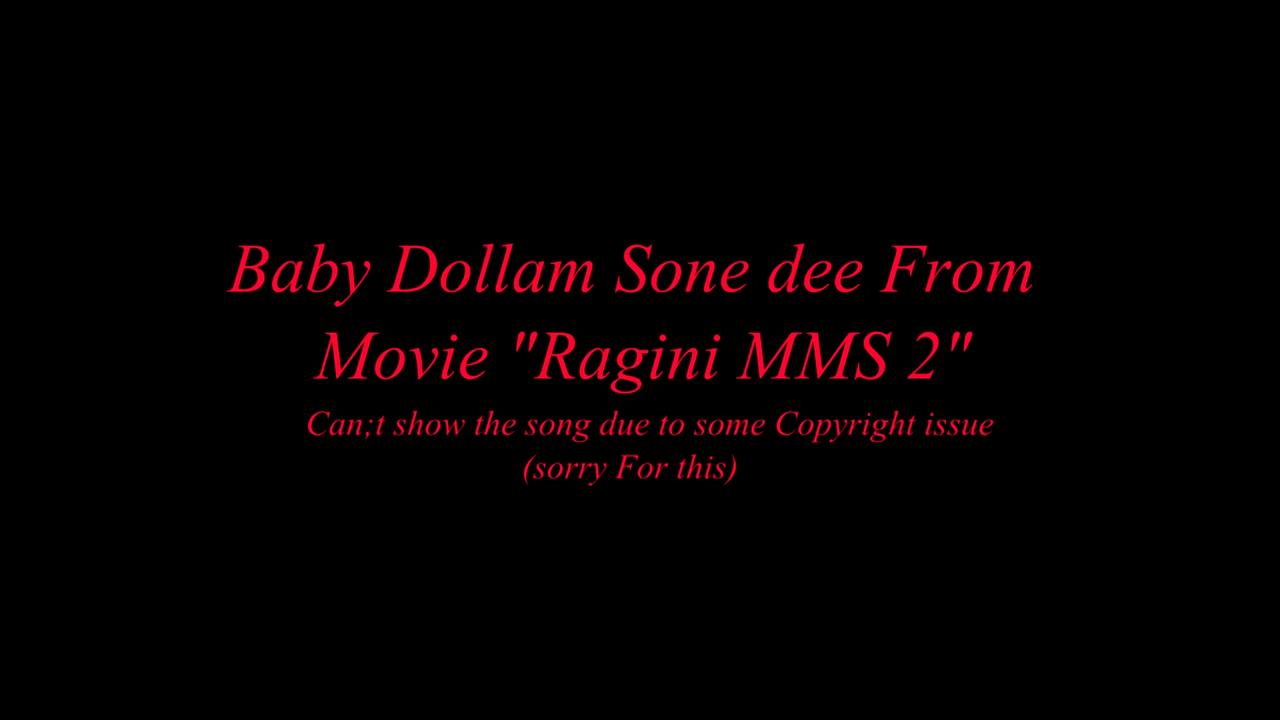 Baby Dollam Sone dee From
Movie "Ragini MMS 2"
Can;t show the song due to some Copyright issue
(sorry For this)